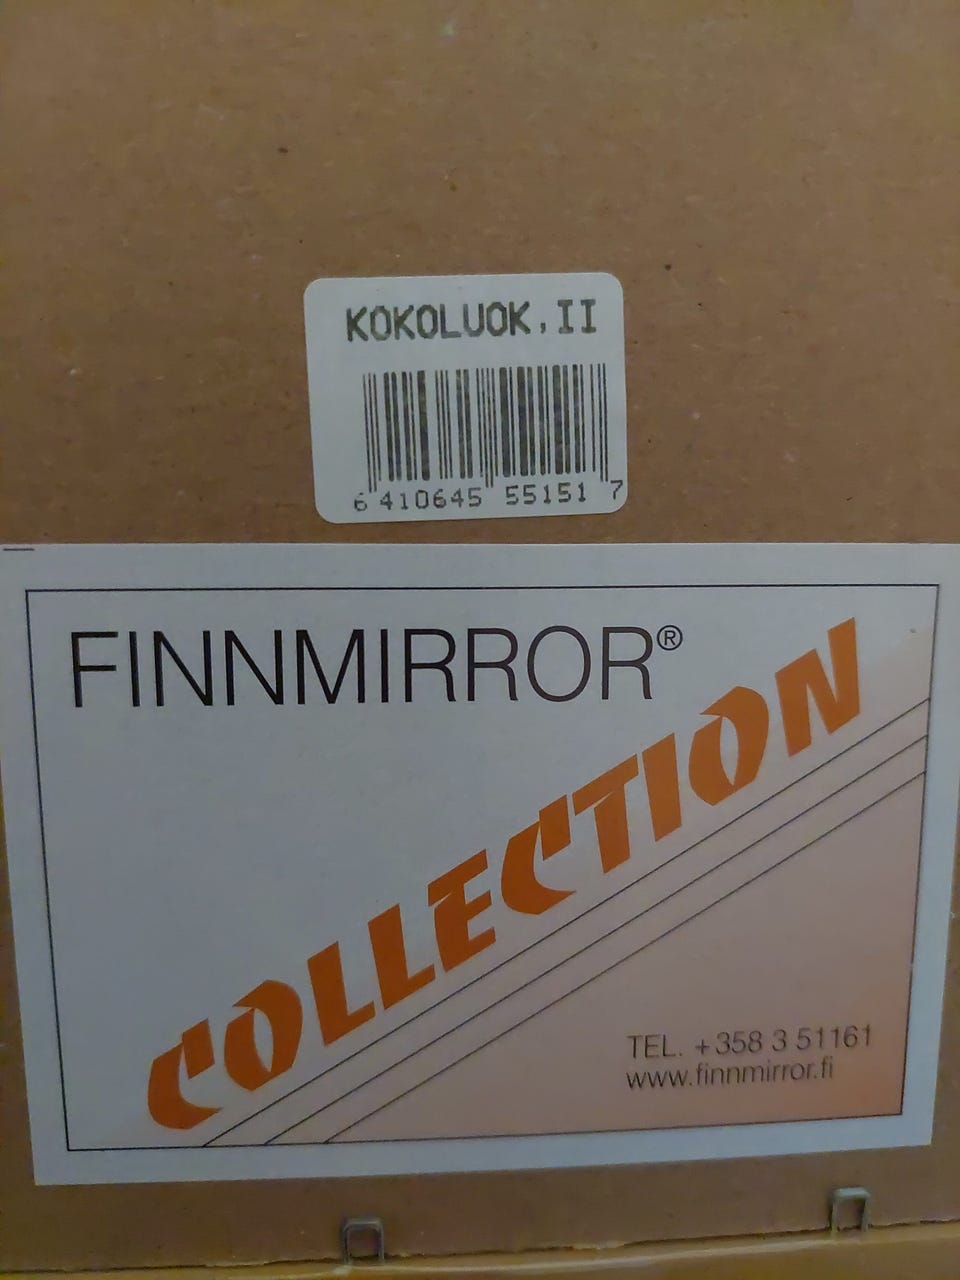 KOKOLUOK,II
6 410645 55151 7
FINNMIRROR®
COLLECTION
TEL. +358 3 51161
www.finnmirror.fi